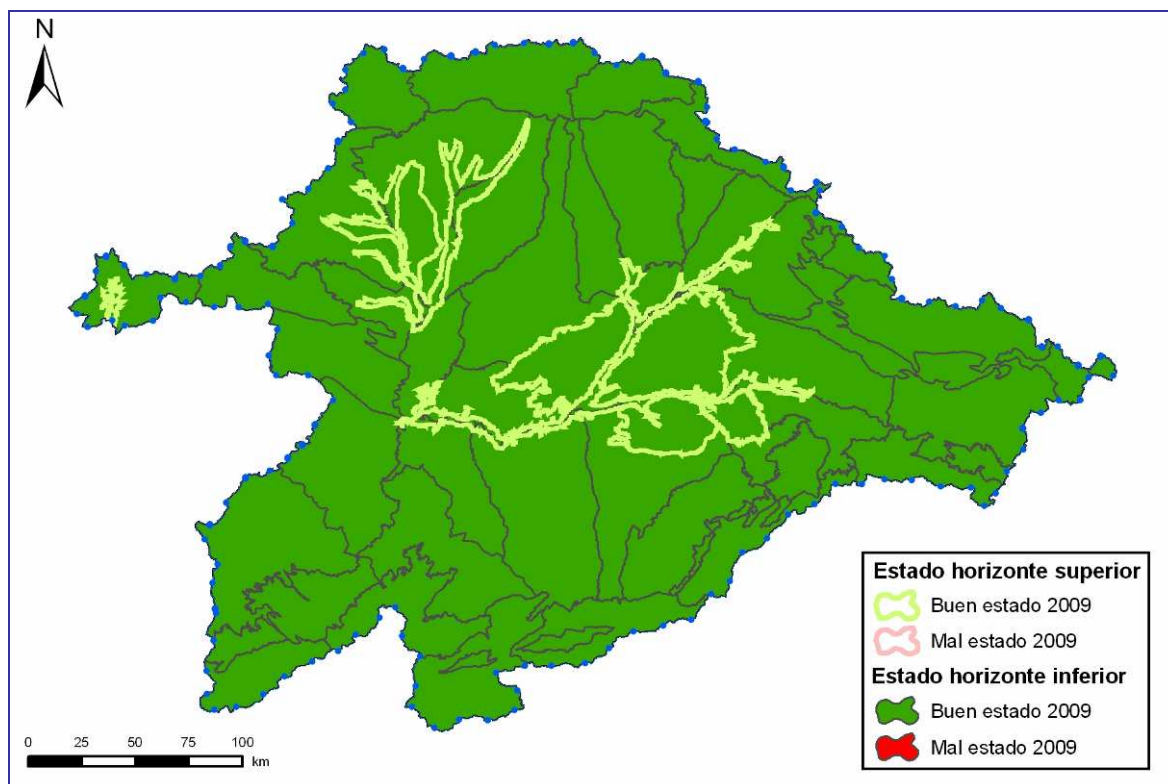 N
Estado horizonte superior
Buen estado 2009
Mal estado 2009
Estado horizonte inferior
Buen estado 2009
Mal estado 2009
0 25 50 75 100
km